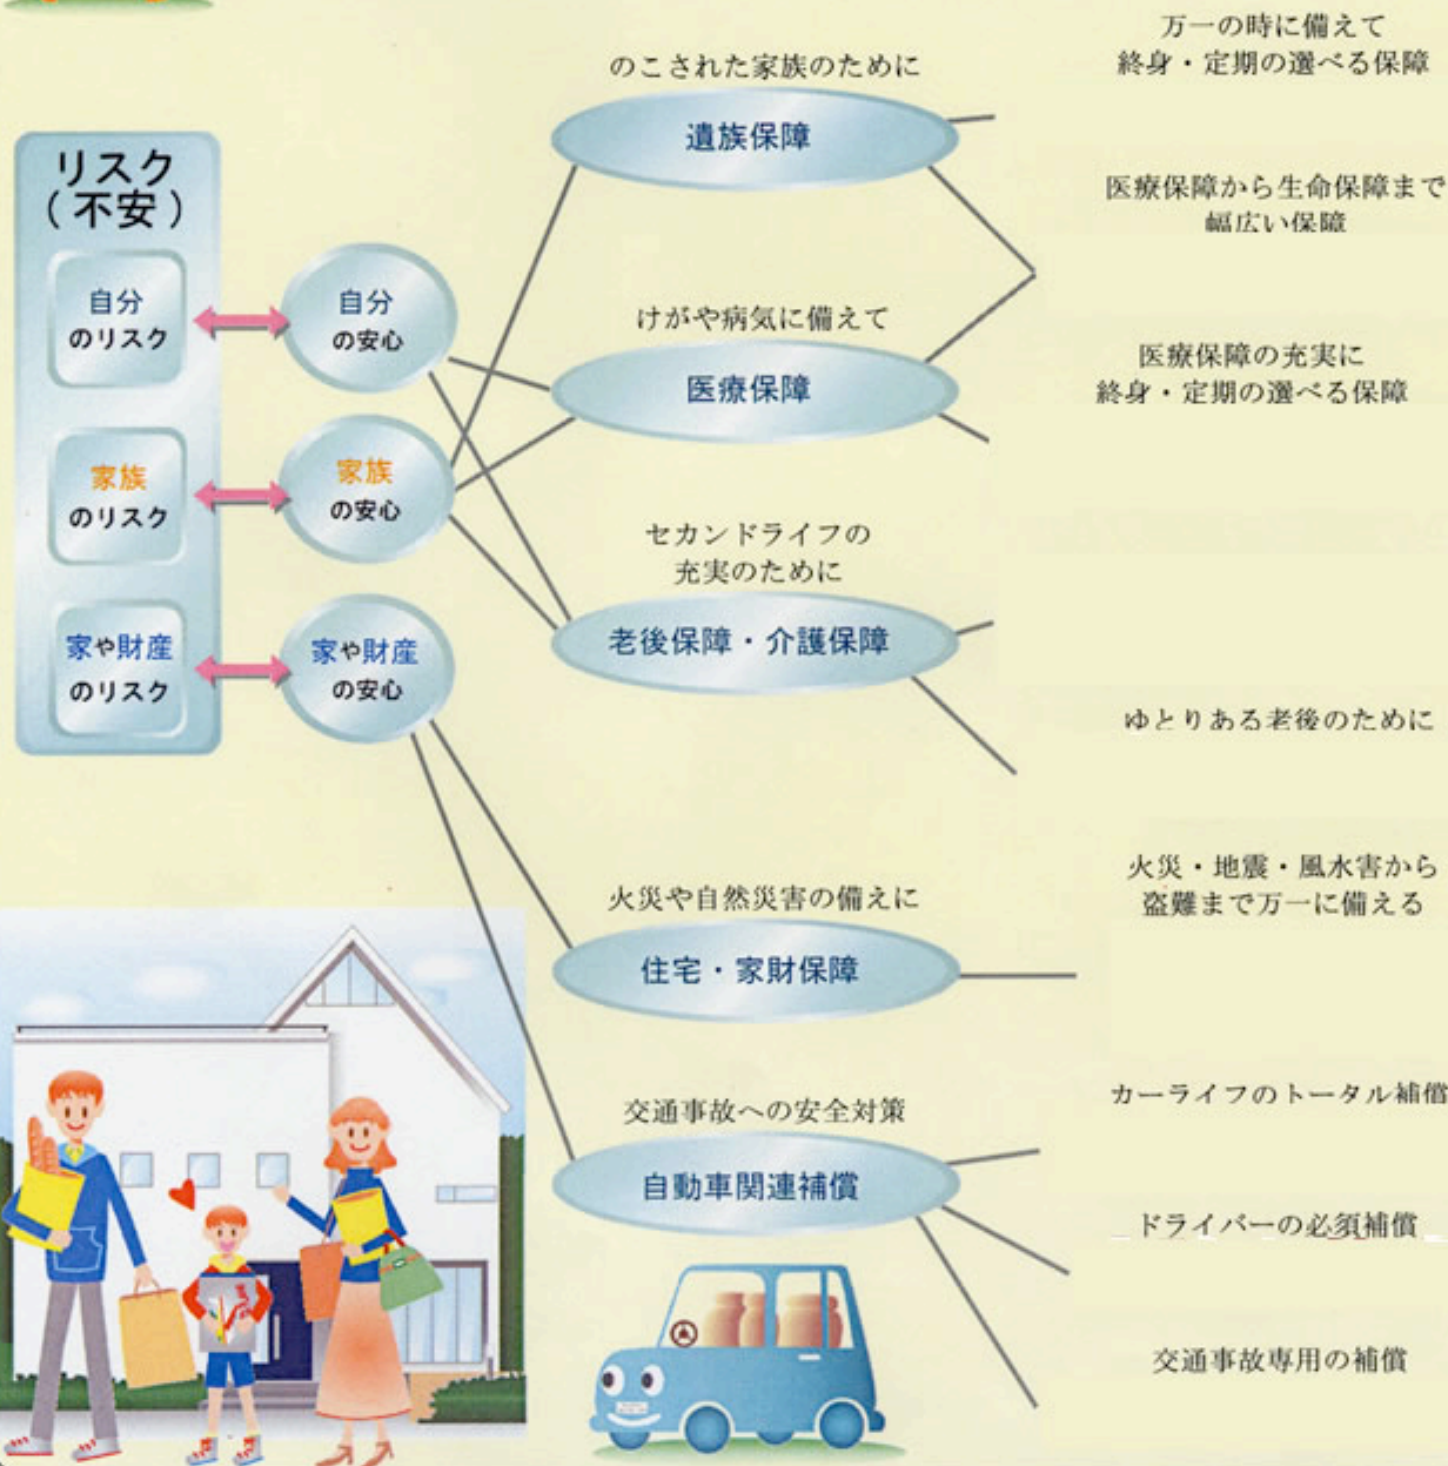 リスク
(不安)
自分
のリスク
家族
のリスク
家や財産
のリスク
自分
の安心
家族
の安心
家や財産
の安心
のこされた家族のために
遺族保障
けがや病気に備えて
医療保障
セカンドライフの
充実のために
老後保障・介護保障
火災や自然災害の備えに
住宅・家財保障
交通事故への安全対策
自動車関連補償
万一の時に備えて
終身・定期の選べる保障
医療保障から生命保障まで
幅広い保障
医療保障の充実に
終身・定期の選べる保障
ゆとりある老後のために
火災・地震・風水害から
盗難まで万一に備える
カーライフのトータル補償
ドライバーの必須補償
交通事故専用の補償